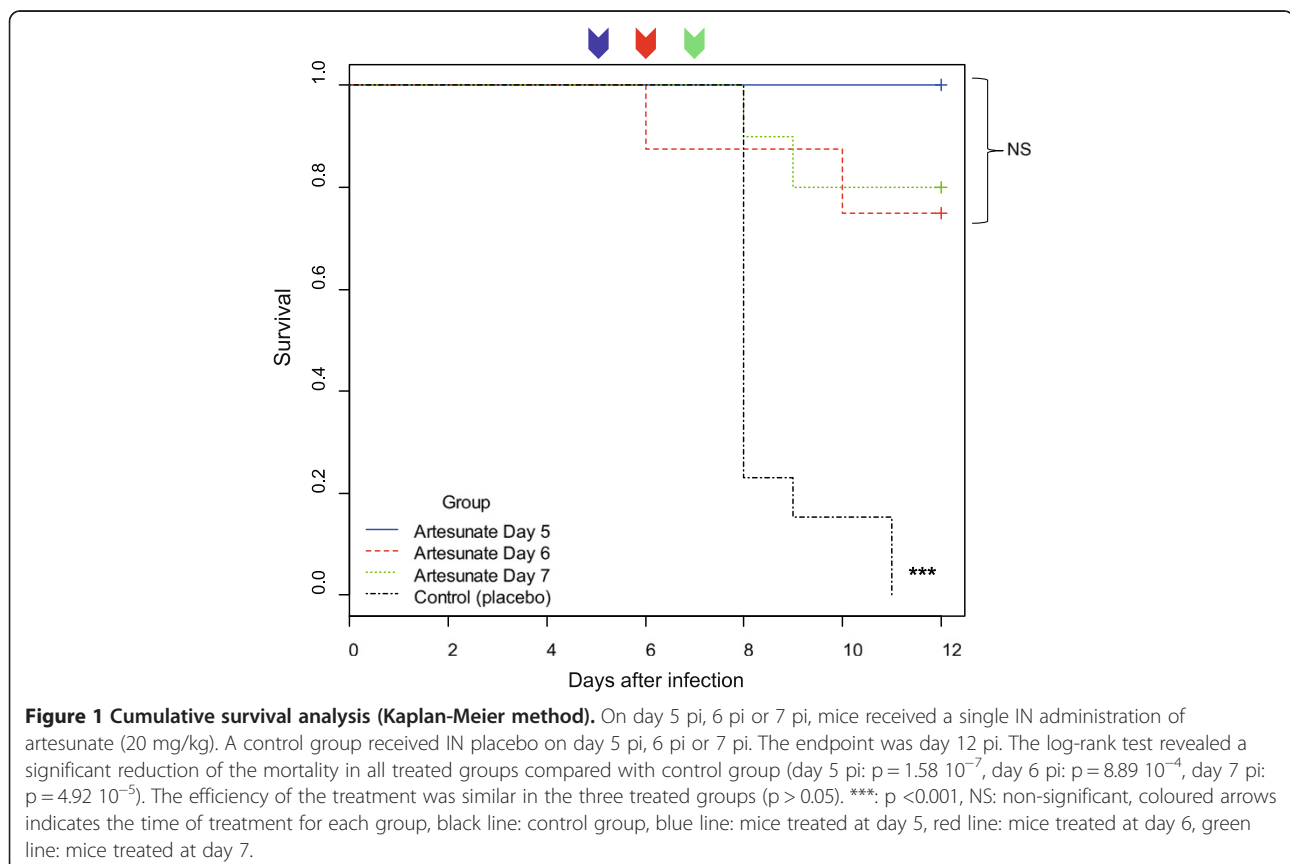 1.0
0.8
0.6
0.4
0.2
0.0
Survival
NS
Group
Artesunate Day 5
Artesunate Day 6
Artesunate Day 7
Control (placebo)
***
0 2 4 6 8 10 12
Days after infection
Figure 1 Cumulative survival analysis (Kaplan-Meier method). On day 5 pi, 6 pi or 7 pi, mice received a single IN administration of
artesunate (20 mg/kg). A control group received IN placebo on day 5 pi, 6 pi or 7 pi. The endpoint was day 12 pi. The log-rank test revealed a
significant reduction of the mortality in all treated groups compared with control group (day 5 pi: p = 1.58 10⁻⁷, day 6 pi: p = 8.89 10⁻⁴, day 7 pi:
p = 4.92 10⁻⁵). The efficiency of the treatment was similar in the three treated groups (p > 0.05). ***: p <0.001, NS: non-significant, coloured arrows
indicates the time of treatment for each group, black line: control group, blue line: mice treated at day 5, red line: mice treated at day 6, green
line: mice treated at day 7.